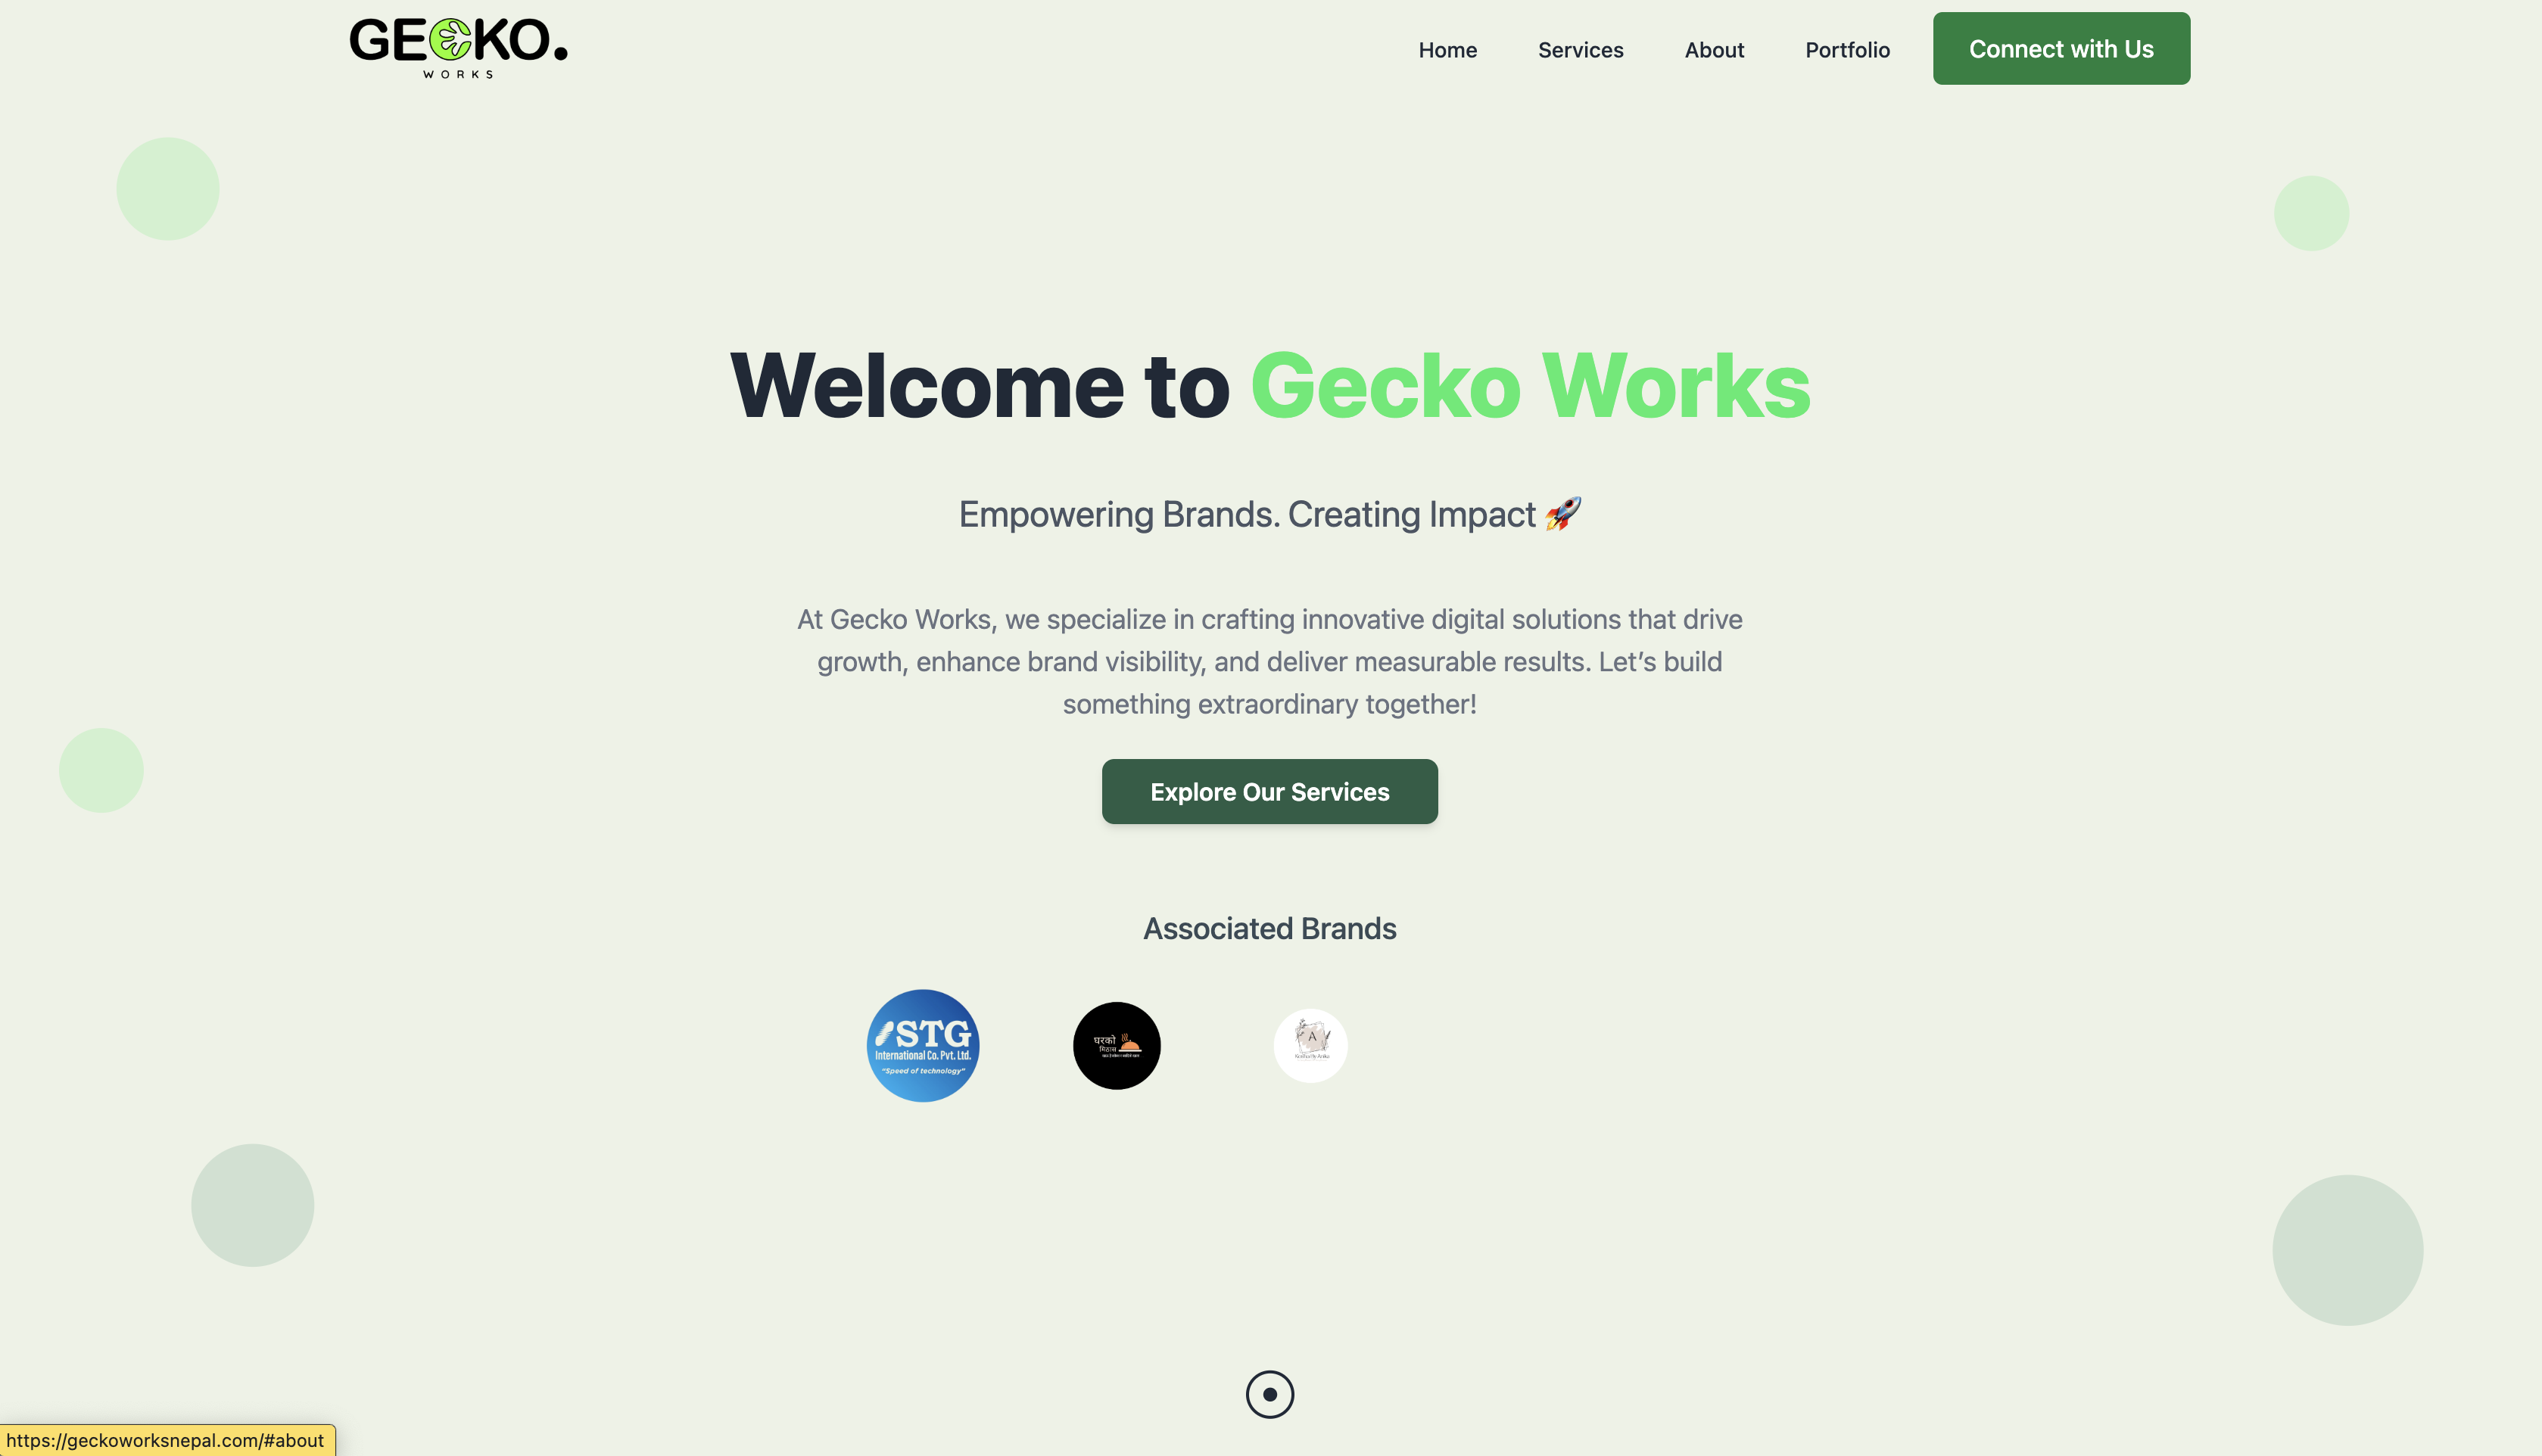 GECKO.
WORKS
Home
Services
About
Portfolio
Connect with Us
Welcome to Gecko Works
Empowering Brands. Creating Impact 🚀
At Gecko Works, we specialize in crafting innovative digital solutions that drive
growth, enhance brand visibility, and deliver measurable results. Let’s build
something extraordinary together!
Explore Our Services
Associated Brands
STG
International Co. Pvt. Ltd.
"Speed of technology"
घरको
मिठास
A
https://geckoworksnepal.com/#about